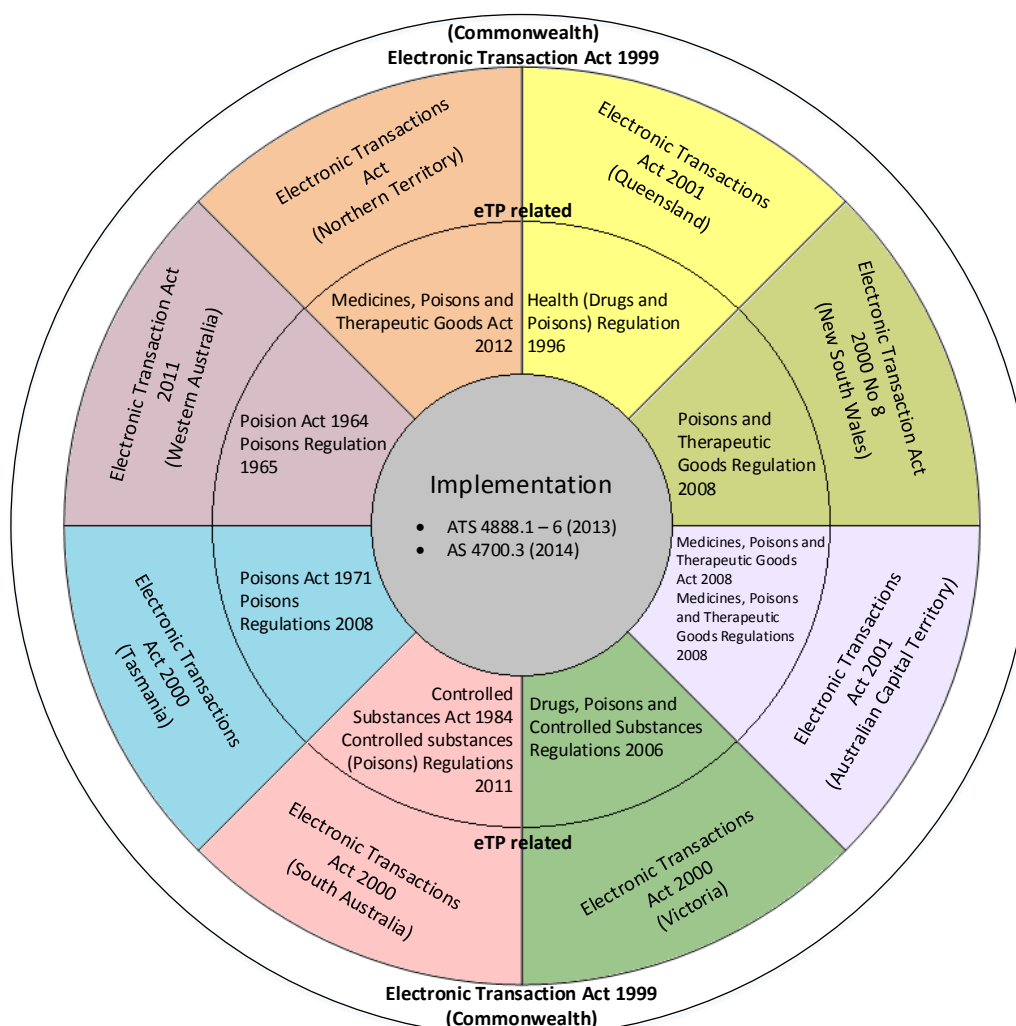 (Commonwealth)
Electronic Transaction Act 1999
Electronic Transactions
Act
(Northern Territory)
Electronic Transactions
Act 2001
(Queensland)
eTP related
Medicines, Poisons and
Therapeutic Goods Act
2012
Health (Drugs and
Poisons) Regulation
1996
Electronic Transaction Act
2011
(Western Australia)
Poision Act 1964
Poisons Regulation
1965
Electronic Transaction Act
2000 No 8
(New South Wales)
Poisons and
Therapeutic
Goods Regulation
2008
Implementation
• ATS 4888.1 – 6 (2013)
• AS 4700.3 (2014)
Electronic Transactions
Act 2000
(Tasmania)
Poisons Act 1971
Poisons
Regulations 2008
Medicines, Poisons and
Therapeutic Goods
Act 2008
Medicines, Poisons
and Therapeutic
Goods Regulations
2008
Electronic Transactions
Act 2001
(Australian Capital Territory)
Controlled
Substances Act 1984
Controlled substances
(Poisons) Regulations
2011
Drugs, Poisons and
Controlled Substances
Regulations 2006
eTP related
Electronic Transactions
Act 2000
(South Australia)
Electronic Transactions
Act 2000
(Victoria)
Electronic Transaction Act 1999
(Commonwealth)